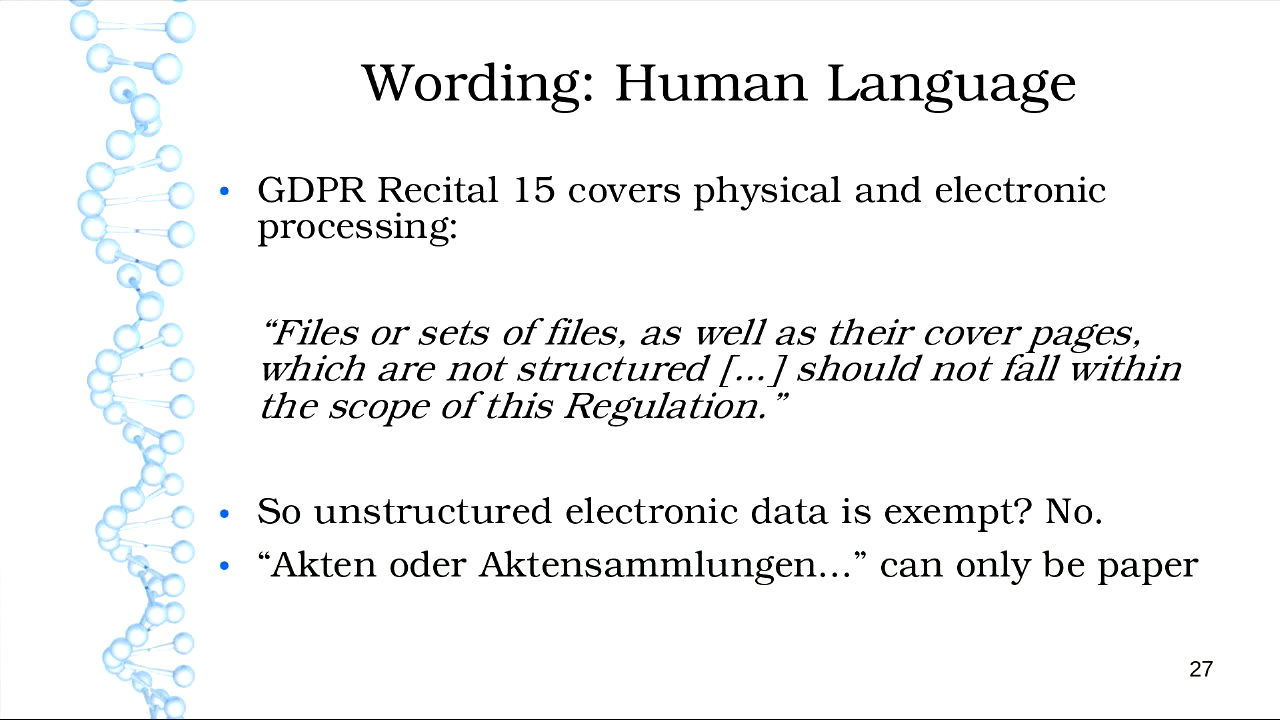 Wording: Human Language
• GDPR Recital 15 covers physical and electronic
processing:
“Files or sets of files, as well as their cover pages,
which are not structured [...] should not fall within
the scope of this Regulation.”
• So unstructured electronic data is exempt? No.
• “Akten oder Aktensammlungen...” can only be paper
27